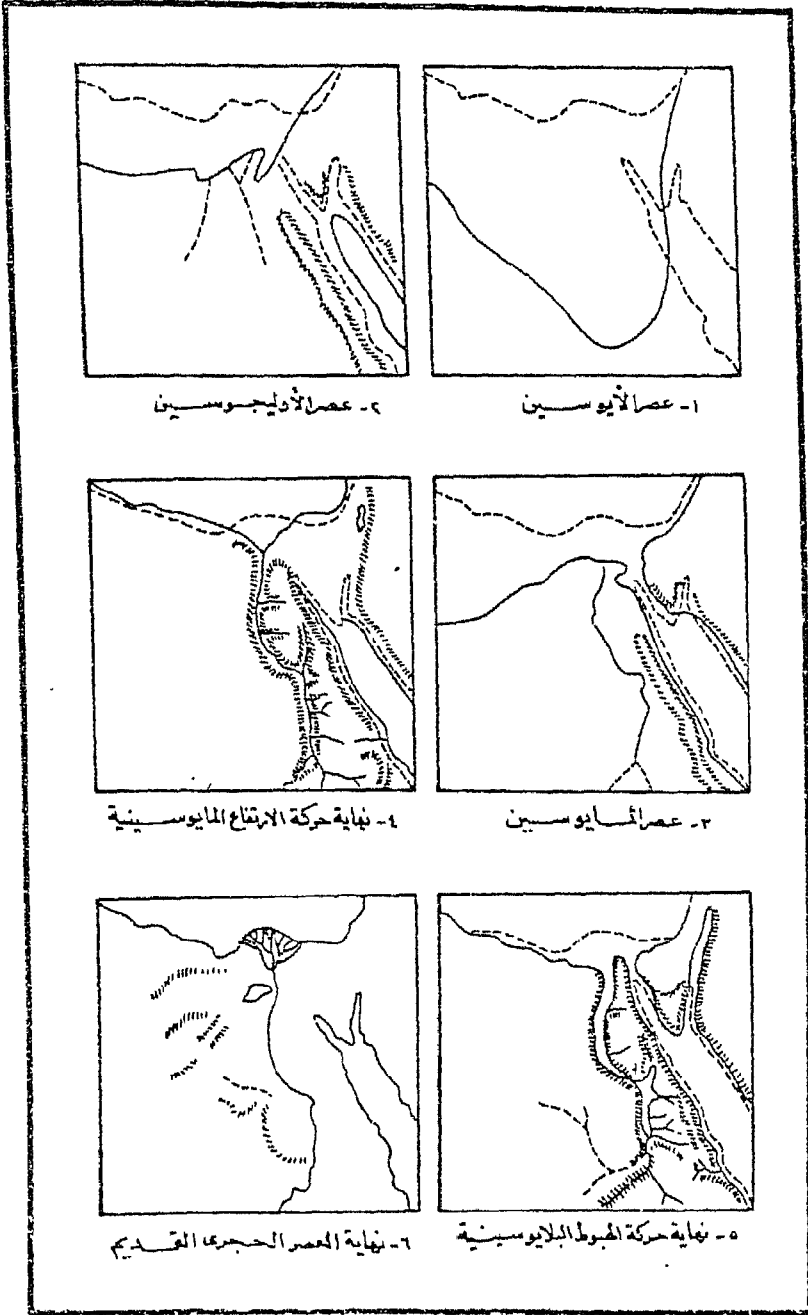 ١- عصر الأيوسين
٢- عصر الأوليجوسين
٣- عصر المايوسين
٤- نهاية حركة الارتفاع المايوسينية
٥- نهاية حركة الهبوط البلايوسينية
٦- نهاية العصر الحجرى القديم